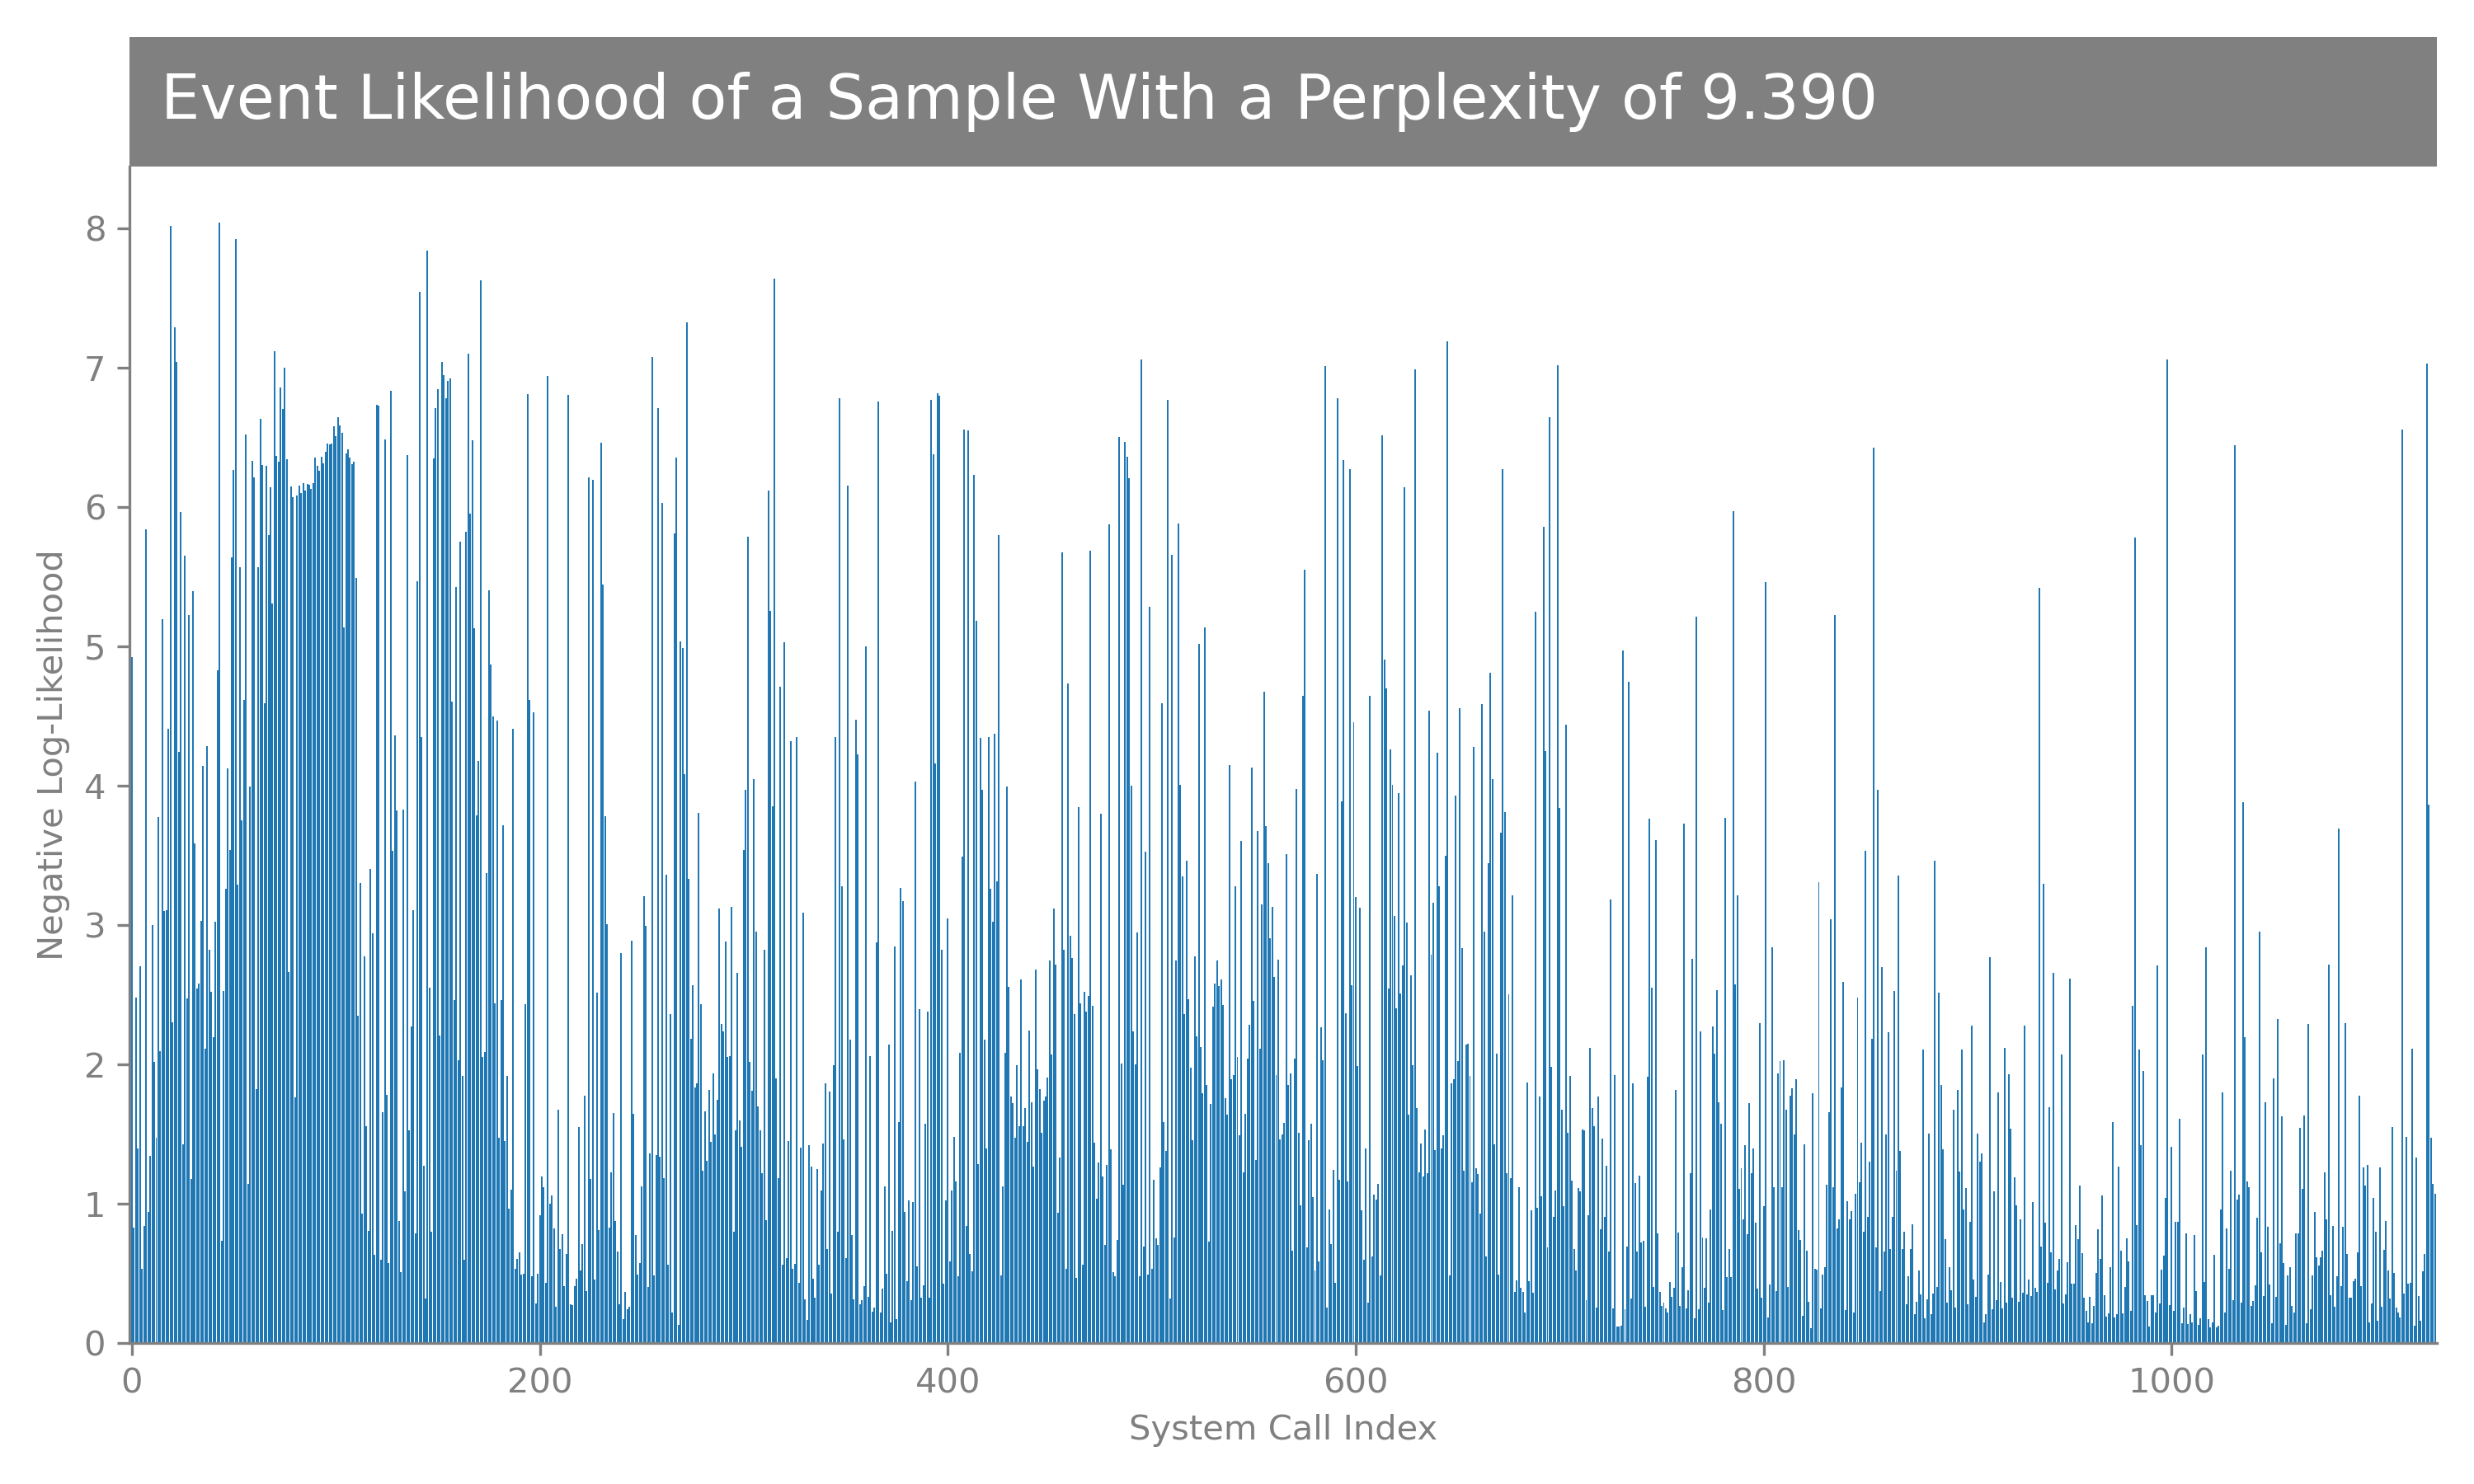 Event Likelihood of a Sample With a Perplexity of 9.390
8
7
6
5
4
3
2
1
0
Negative Log-Likelihood
0 200 400 600 800 1000
System Call Index